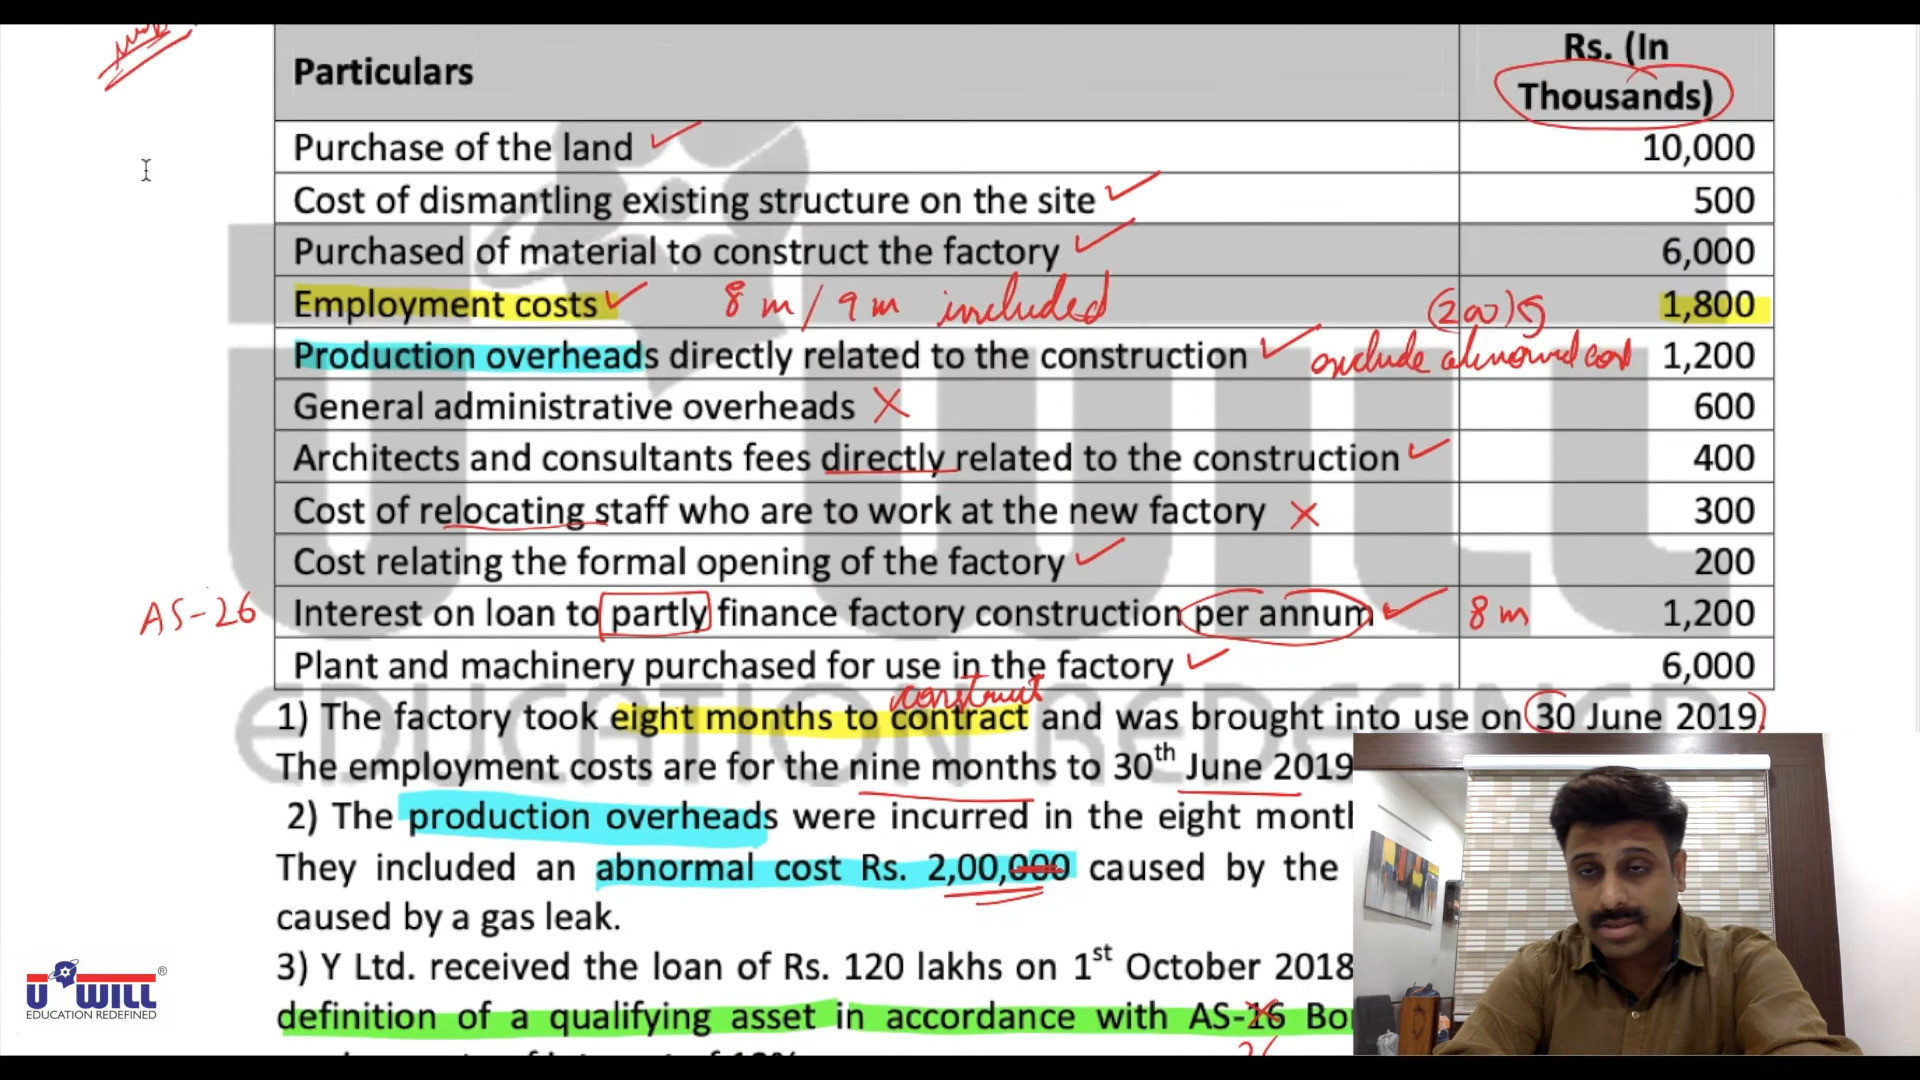 Particulars Rs. (In Thousands)
Purchase of the land 10,000
Cost of dismantling existing structure on the site 500
Purchased of material to construct the factory 6,000
Employment costs 8 m / 9 m included 1,800
(200)
Production overheads directly related to the construction exclude abnormal cost 1,200
General administrative overheads X 600
Architects and consultants fees directly related to the construction 400
Cost of relocating staff who are to work at the new factory X 300
Cost relating the formal opening of the factory 200
AS-26 Interest on loan to partly finance factory construction per annum 8 m 1,200
Plant and machinery purchased for use in the factory 6,000
construct
1) The factory took eight months to contract and was brought into use on 30 June 2019.
The employment costs are for the nine months to 30th June 2019
2) The production overheads were incurred in the eight month
They included an abnormal cost Rs. 2,00,000 caused by the
caused by a gas leak.
3) Y Ltd. received the loan of Rs. 120 lakhs on 1st October 2018
definition of a qualifying asset in accordance with AS-16 Bor
U WILL
EDUCATION REDEFINED
U WILL ®
EDUCATION REDEFINED